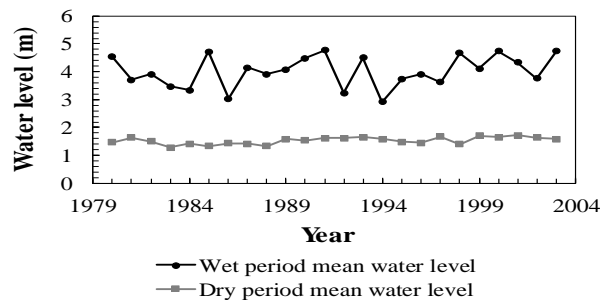 Water level (m)
6
5
4
3
2
1
0
1979 1984 1989 1994 1999 2004
Year
Wet period mean water level
Dry period mean water level